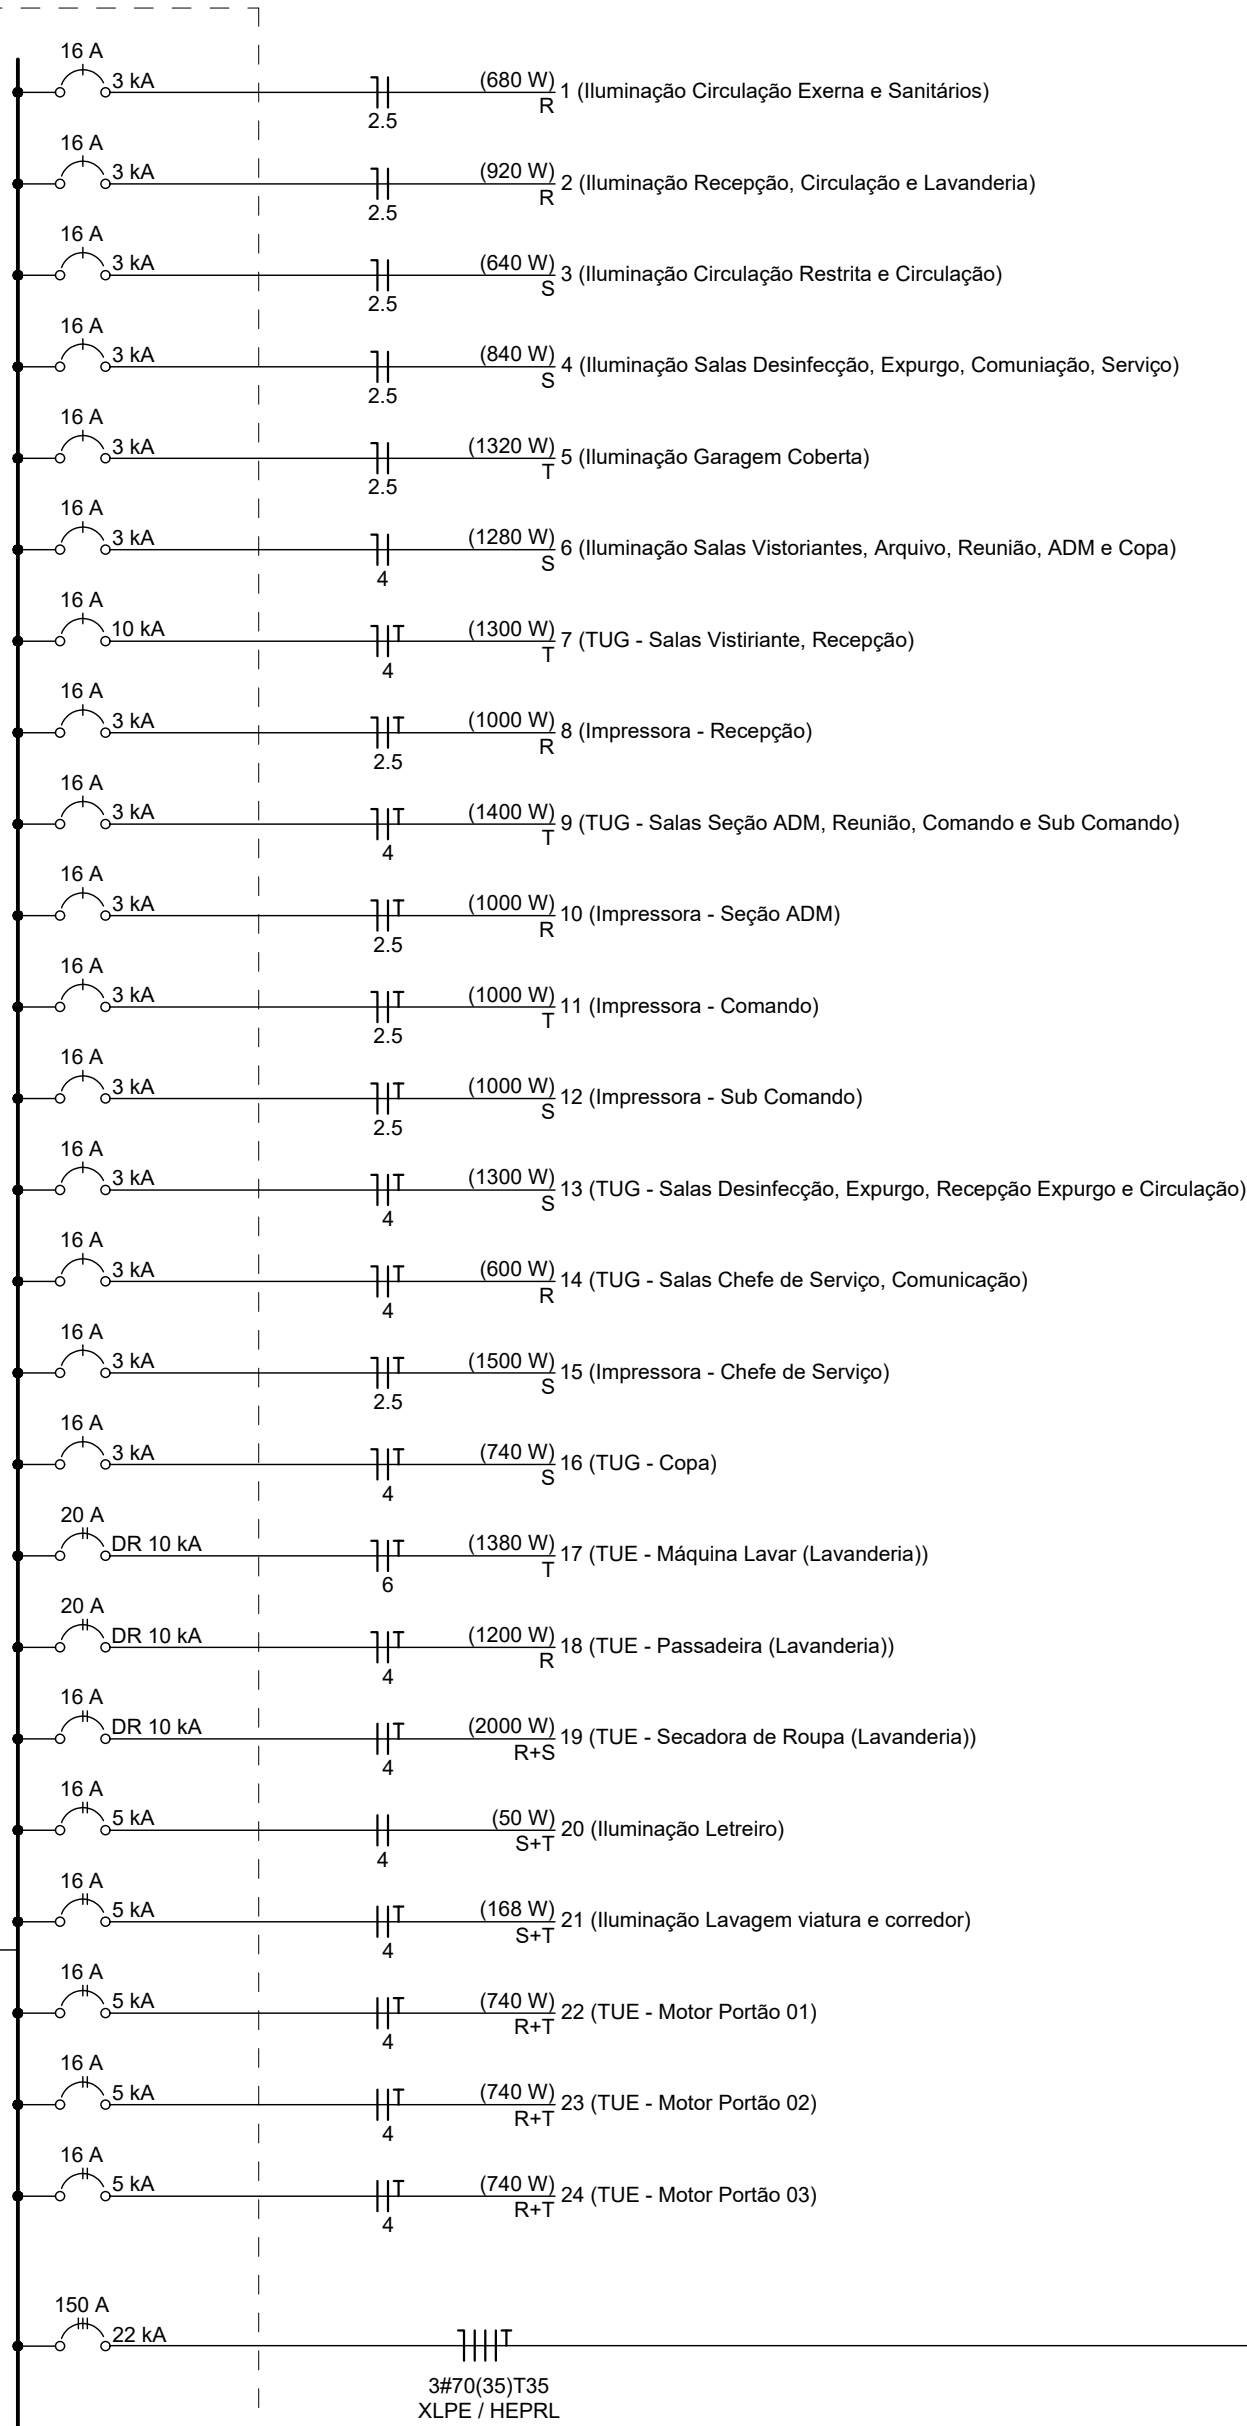 16 A
3 kA
(680 W)
R
2.5
1 (Iluminação Circulação Exerna e Sanitários)
16 A
3 kA
(920 W)
R
2.5
2 (Iluminação Recepção, Circulação e Lavanderia)
16 A
3 kA
(640 W)
S
2.5
3 (Iluminação Circulação Restrita e Circulação)
16 A
3 kA
(840 W)
S
2.5
4 (Iluminação Salas Desinfecção, Expurgo, Comuniação, Serviço)
16 A
3 kA
(1320 W)
T
2.5
5 (Iluminação Garagem Coberta)
16 A
3 kA
(1280 W)
S
4
6 (Iluminação Salas Vistoriantes, Arquivo, Reunião, ADM e Copa)
16 A
10 kA
T
(1300 W)
T
4
7 (TUG - Salas Vistiriante, Recepção)
16 A
3 kA
T
(1000 W)
R
2.5
8 (Impressora - Recepção)
16 A
3 kA
T
(1400 W)
T
4
9 (TUG - Salas Seção ADM, Reunião, Comando e Sub Comando)
16 A
3 kA
T
(1000 W)
R
2.5
10 (Impressora - Seção ADM)
16 A
3 kA
T
(1000 W)
T
2.5
11 (Impressora - Comando)
16 A
3 kA
T
(1000 W)
S
2.5
12 (Impressora - Sub Comando)
16 A
3 kA
T
(1300 W)
S
4
13 (TUG - Salas Desinfecção, Expurgo, Recepção Expurgo e Circulação)
16 A
3 kA
T
(600 W)
R
4
14 (TUG - Salas Chefe de Serviço, Comunicação)
16 A
3 kA
T
(1500 W)
S
2.5
15 (Impressora - Chefe de Serviço)
16 A
3 kA
T
(740 W)
S
4
16 (TUG - Copa)
20 A
DR 10 kA
T
(1380 W)
T
6
17 (TUE - Máquina Lavar (Lavanderia))
20 A
DR 10 kA
T
(1200 W)
R
4
18 (TUE - Passadeira (Lavanderia))
16 A
DR 10 kA
T
(2000 W)
R+S
4
19 (TUE - Secadora de Roupa (Lavanderia))
16 A
5 kA
(50 W)
S+T
4
20 (Iluminação Letreiro)
16 A
5 kA
T
(168 W)
S+T
4
21 (Iluminação Lavagem viatura e corredor)
16 A
5 kA
T
(740 W)
R+T
4
22 (TUE - Motor Portão 01)
16 A
5 kA
T
(740 W)
R+T
4
23 (TUE - Motor Portão 02)
16 A
5 kA
T
(740 W)
R+T
4
24 (TUE - Motor Portão 03)
150 A
22 kA
T
3#70(35)T35
XLPE / HEPRL